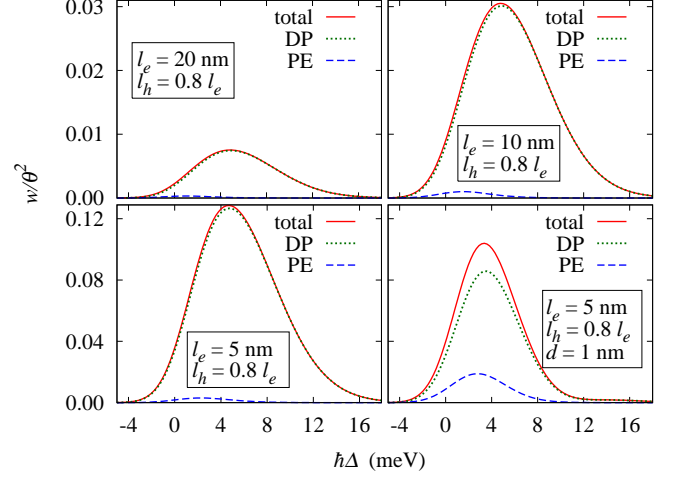 total
DP
PE
l_e = 20 nm
l_h = 0.8 l_e
0.03
0.02
0.01
0.00
total
DP
PE
l_e = 10 nm
l_h = 0.8 l_e
w/θ²
total
DP
PE
l_e = 5 nm
l_h = 0.8 l_e
0.12
0.08
0.04
0.00
-4 0 4 8 12 16
total
DP
PE
l_e = 5 nm
l_h = 0.8 l_e
d = 1 nm
-4 0 4 8 12 16
ħΔ (meV)